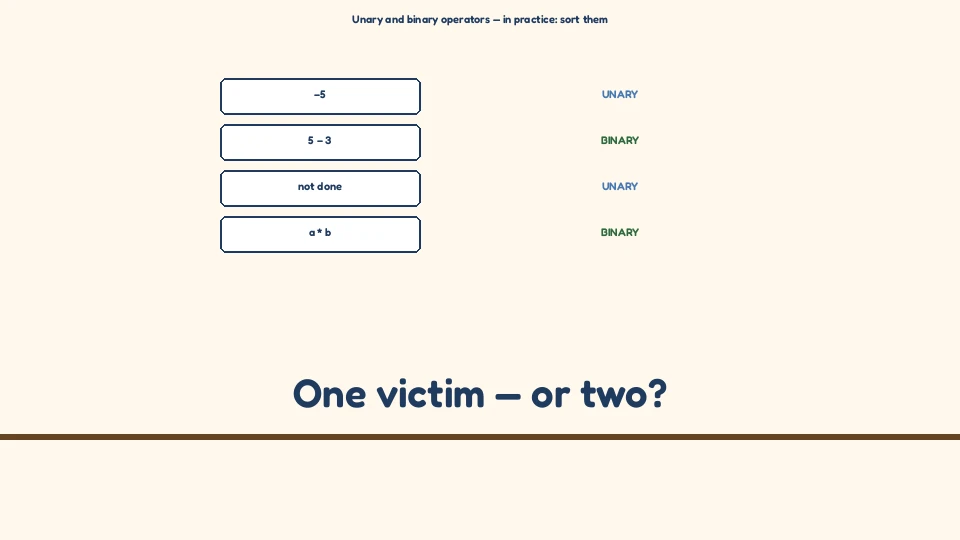 Unary and binary operators — in practice: sort them
–5 UNARY
5 – 3 BINARY
not done UNARY
a * b BINARY
One victim — or two?